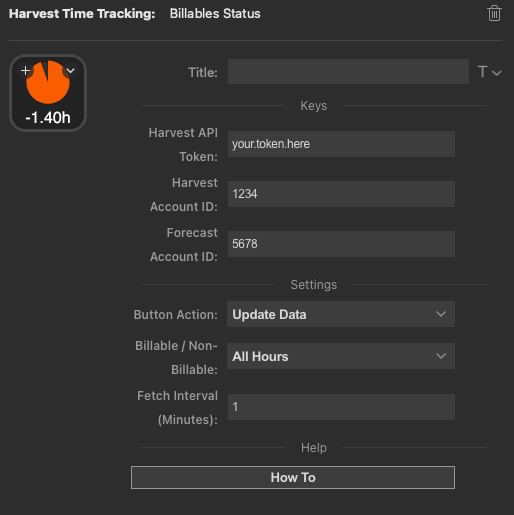 Harvest Time Tracking: Billables Status
-1.40h
Title:
T
Keys
Harvest API
Token:
your.token.here
Harvest
Account ID:
1234
Forecast
Account ID:
5678
Settings
Button Action: Update Data
Billable / Non-
Billable:
All Hours
Fetch Interval
(Minutes):
1
Help
How To